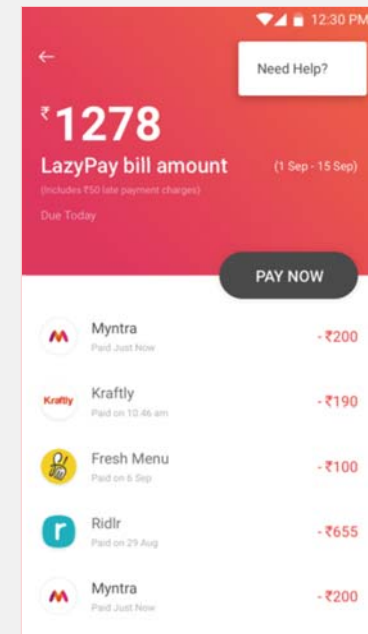 12:30 PM
Need Help?
₹1278
LazyPay bill amount (1 Sep - 15 Sep)
(Includes ₹50 late payment charges)
Due Today
PAY NOW
Myntra - ₹200
Paid Just Now
Kraftly Kraftly - ₹190
Paid on 10.46 am
Fresh Menu - ₹100
Paid on 6 Sep
r Ridlr - ₹655
Paid on 29 Aug
Myntra - ₹200
Paid Just Now